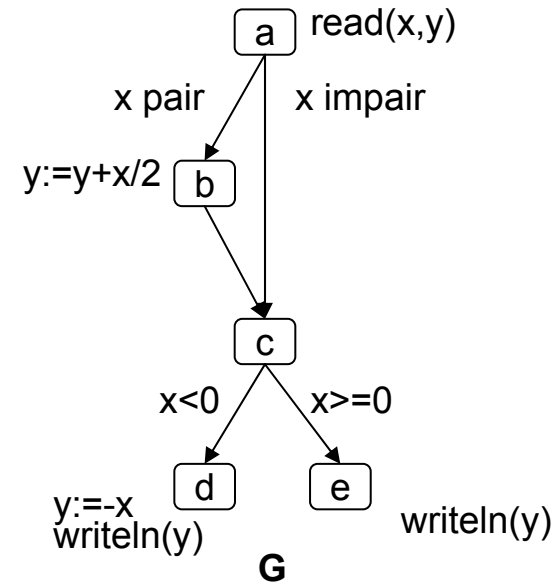 a read(x,y)
x pair x impair
y:=y+x/2 b
c
x<0 x>=0
d e
y:=-x
writeln(y) writeln(y)
G